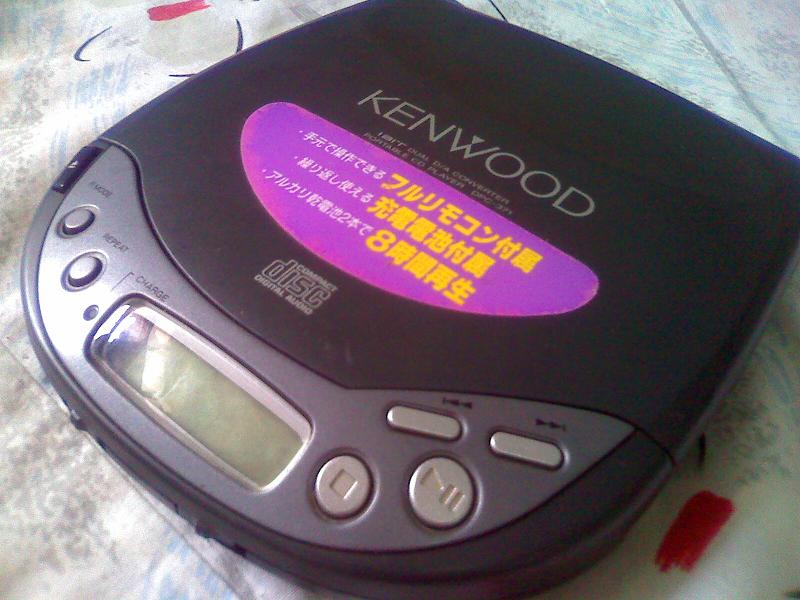 KENWOOD
1BIT DUAL D/A CONVERTER
PORTABLE CD PLAYER DPC-371
・手元で操作できる フルリモコン付属
・繰り返し使える 充電電池付属
・アルカリ乾電池2本で 8時間再生
COMPACT
disc
DIGITAL AUDIO
P.MODE
REPEAT
CHARGE